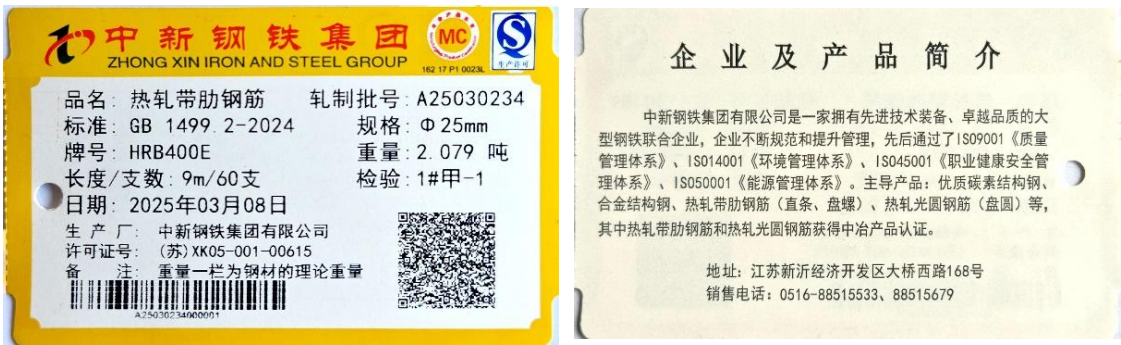 中新钢铁集团
ZHONG XIN IRON AND STEEL GROUP
MC
162 17 P1 0023L
生产许可
品名: 热轧带肋钢筋 轧制批号: A25030234
标准: GB 1499.2-2024 规格: Φ25mm
牌号: HRB400E 重量: 2.079 吨
长度/支数: 9m/60支 检验: 1#甲-1
日期: 2025年03月08日
生 产 厂: 中新钢铁集团有限公司
许可证号: (苏)XK05-001-00615
备 注: 重量一栏为钢材的理论重量
A25030234000001
企业及产品简介
中新钢铁集团有限公司是一家拥有先进技术装备、卓越品质的大
型钢铁联合企业，企业不断规范和提升管理，先后通过了ISO9001《质量
管理体系》、ISO14001《环境管理体系》、ISO45001《职业健康安全管
理体系》、ISO50001《能源管理体系》。主导产品：优质碳素结构钢、
合金结构钢、热轧带肋钢筋（直条、盘螺）、热轧光圆钢筋（盘圆）等，
其中热轧带肋钢筋和热轧光圆钢筋获得中冶产品认证。
地址：江苏新沂经济开发区大桥西路168号
销售电话：0516-88515533、88515679